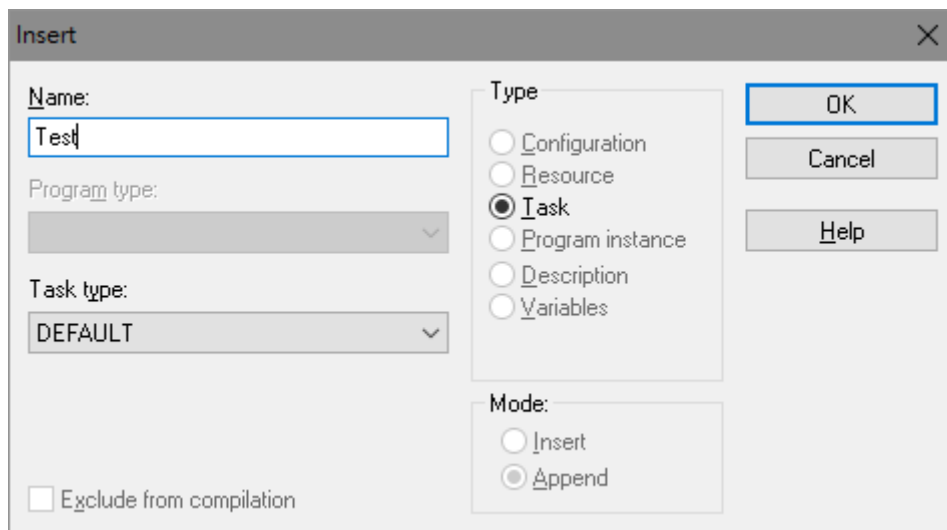 Insert
Name:
Test
Program type:
Task type:
DEFAULT
Exclude from compilation
Type
Configuration
Resource
Task
Program instance
Description
Variables
Mode:
Insert
Append
OK
Cancel
Help